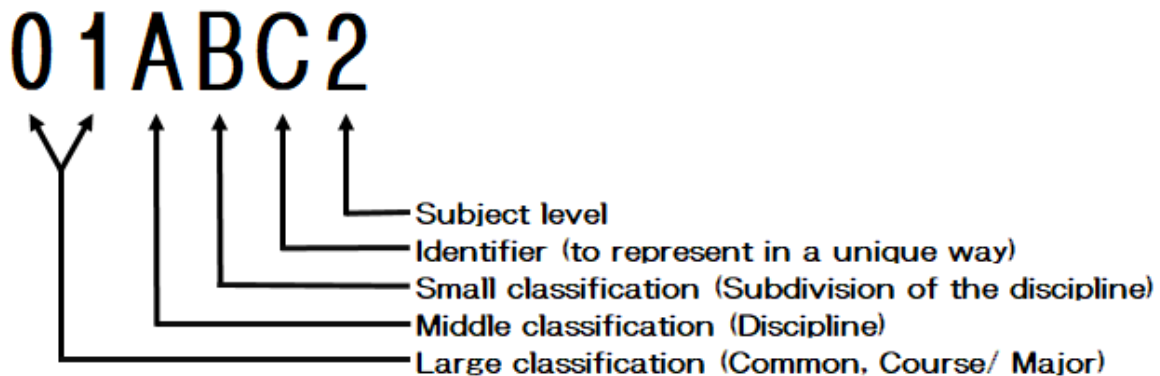 01ABC2
Subject level
Identifier (to represent in a unique way)
Small classification (Subdivision of the discipline)
Middle classification (Discipline)
Large classification (Common, Course/ Major)